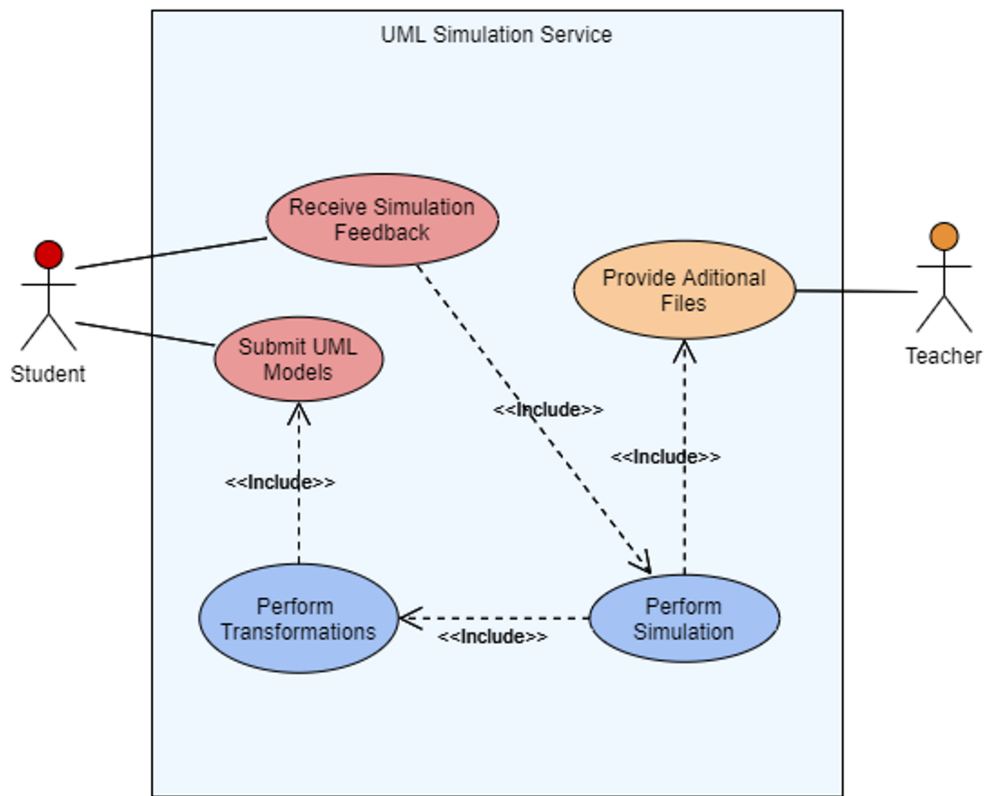 UML Simulation Service
Receive Simulation
Feedback
Provide Aditional
Files
Student
Submit UML
Models
Teacher
<<Include>>
<<Include>>
<<Include>>
Perform
Transformations
<<Include>>
Perform
Simulation